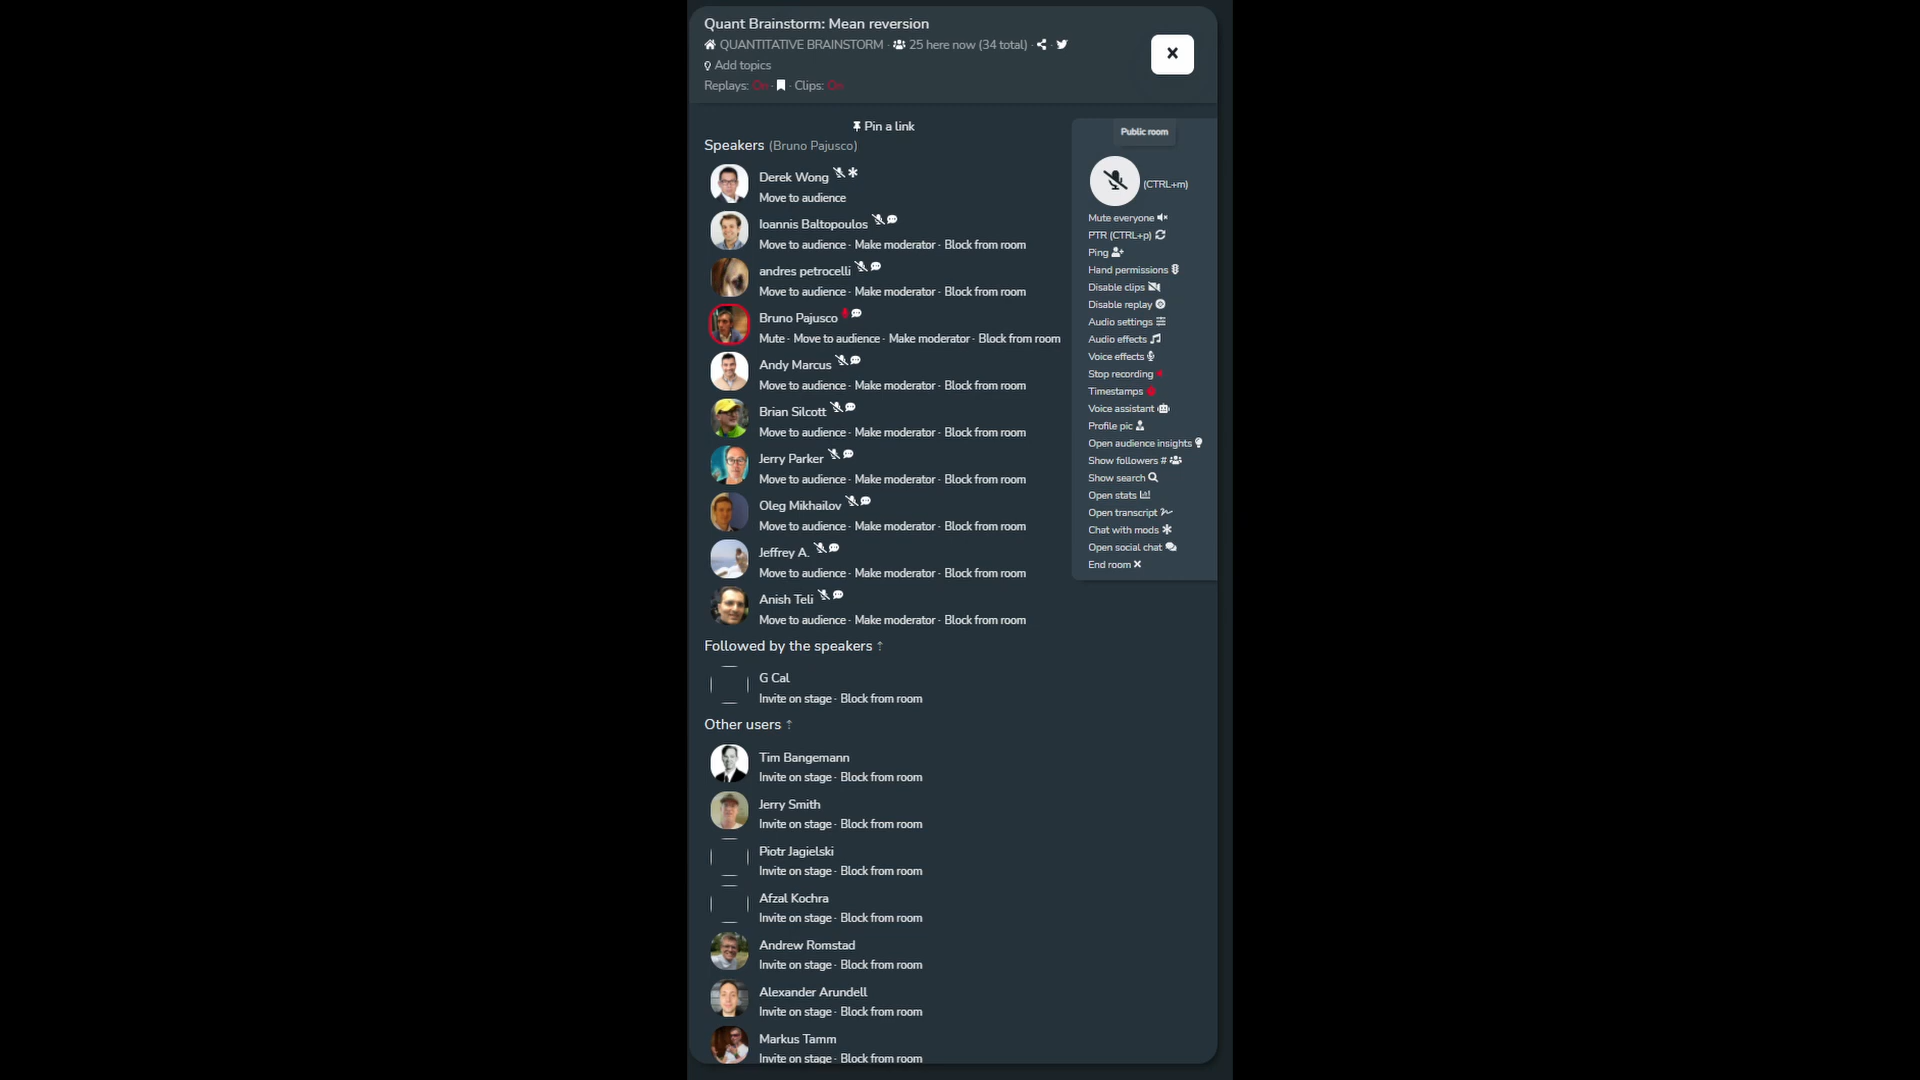 Quant Brainstorm: Mean reversion
QUANTITATIVE BRAINSTORM · 25 here now (34 total) · ·
Add topics
Replays: On · · Clips: On
Pin a link
Speakers (Bruno Pajusco)
Derek Wong
Move to audience
Ioannis Baltopoulos
Move to audience · Make moderator · Block from room
andres petrocelli
Move to audience · Make moderator · Block from room
Bruno Pajusco
Mute · Move to audience · Make moderator · Block from room
Andy Marcus
Move to audience · Make moderator · Block from room
Brian Silcott
Move to audience · Make moderator · Block from room
Jerry Parker
Move to audience · Make moderator · Block from room
Oleg Mikhailov
Move to audience · Make moderator · Block from room
Jeffrey A.
Move to audience · Make moderator · Block from room
Anish Teli
Move to audience · Make moderator · Block from room
Followed by the speakers ↑
G Cal
Invite on stage · Block from room
Other users ↑
Tim Bangemann
Invite on stage · Block from room
Jerry Smith
Invite on stage · Block from room
Piotr Jagielski
Invite on stage · Block from room
Afzal Kochra
Invite on stage · Block from room
Andrew Romstad
Invite on stage · Block from room
Alexander Arundell
Invite on stage · Block from room
Markus Tamm
Invite on stage · Block from room
Public room
(CTRL+m)
Mute everyone
PTR (CTRL+p)
Ping
Hand permissions
Disable clips
Disable replay
Audio settings
Audio effects
Voice effects
Stop recording
Timestamps
Voice assistant
Profile pic
Open audience insights
Show followers #
Show search
Open stats
Open transcript
Chat with mods
Open social chat
End room